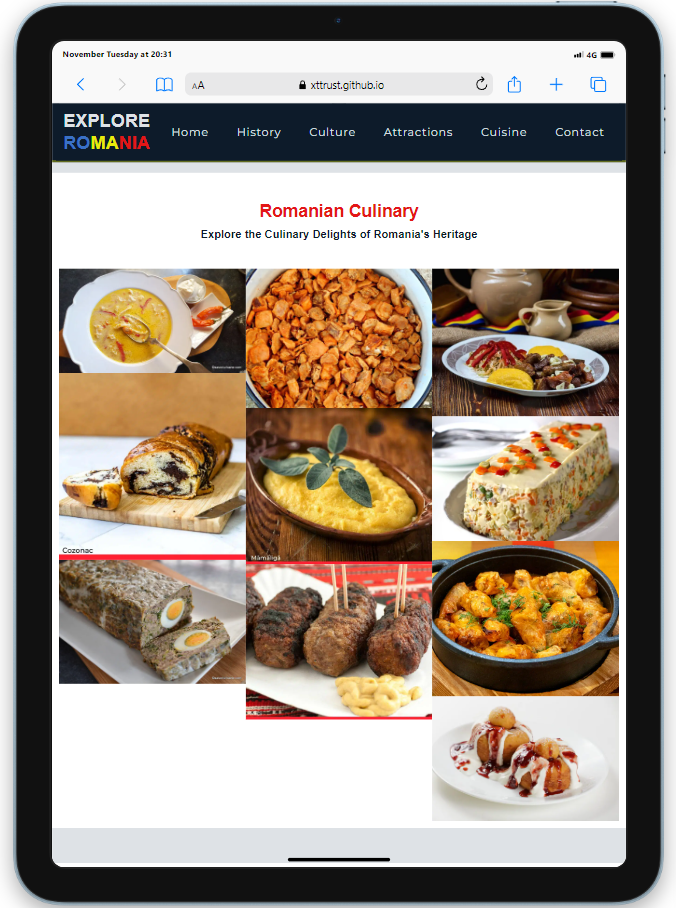 November Tuesday at 20:31
4G
AA
xttrust.github.io
EXPLORE
ROMANIA
Home
History
Culture
Attractions
Cuisine
Contact
Romanian Culinary
Explore the Culinary Delights of Romania's Heritage
Cozonac
Mămăligă